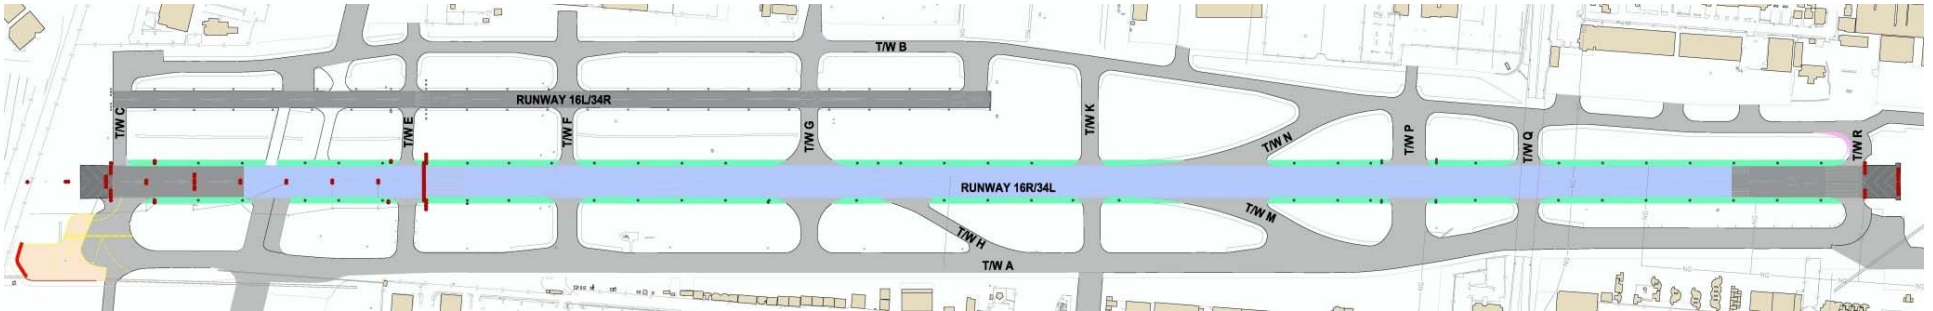 T/W B
RUNWAY 16L/34R
T/W C
T/W E
T/W F
T/W G
T/W K
T/W N
T/W P
T/W Q
T/W R
RUNWAY 16R/34L
T/W M
T/W H
T/W A